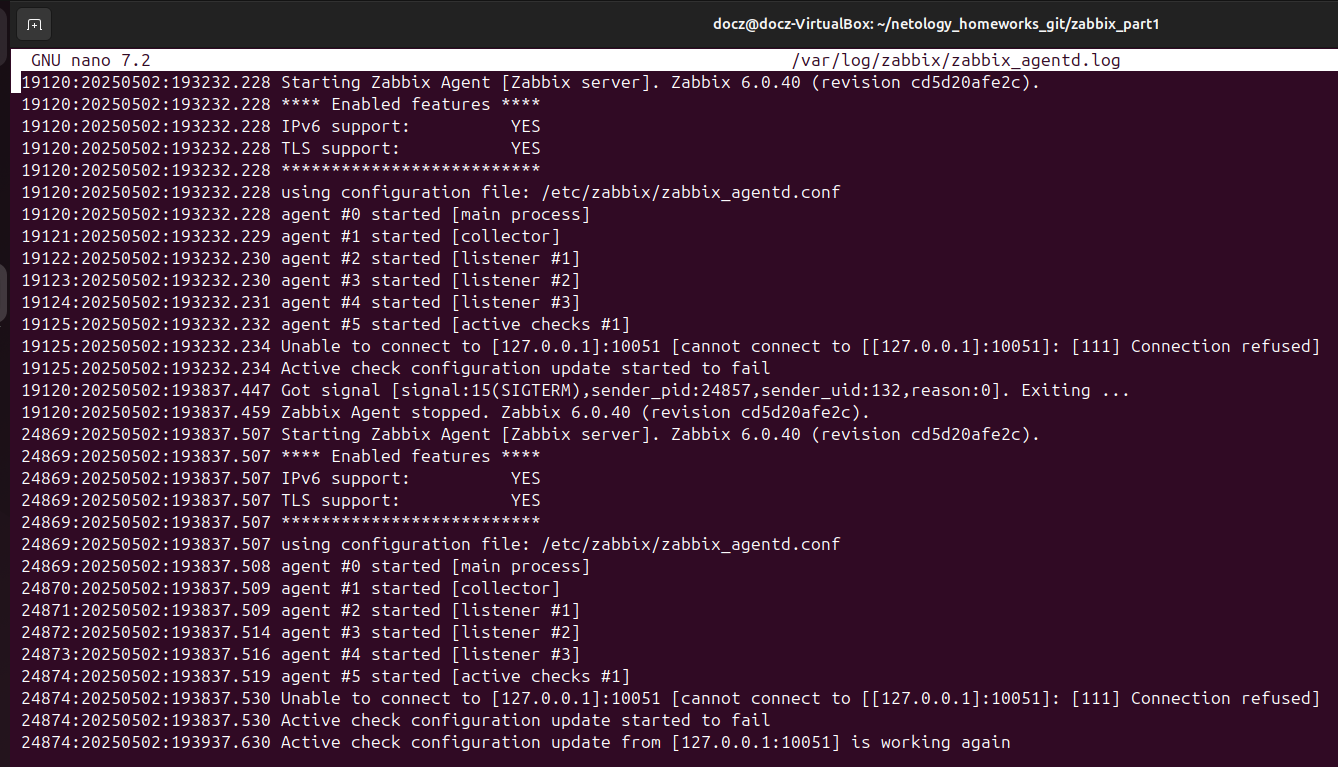 docz@docz-VirtualBox: ~/netology_homeworks_git/zabbix_part1
GNU nano 7.2 /var/log/zabbix/zabbix_agentd.log
19120:20250502:193232.228 Starting Zabbix Agent [Zabbix server]. Zabbix 6.0.40 (revision cd5d20afe2c).
19120:20250502:193232.228 **** Enabled features ****
19120:20250502:193232.228 IPv6 support:          YES
19120:20250502:193232.228 TLS support:           YES
19120:20250502:193232.228 **************************
19120:20250502:193232.228 using configuration file: /etc/zabbix/zabbix_agentd.conf
19120:20250502:193232.228 agent #0 started [main process]
19121:20250502:193232.229 agent #1 started [collector]
19122:20250502:193232.230 agent #2 started [listener #1]
19123:20250502:193232.230 agent #3 started [listener #2]
19124:20250502:193232.231 agent #4 started [listener #3]
19125:20250502:193232.232 agent #5 started [active checks #1]
19125:20250502:193232.234 Unable to connect to [127.0.0.1]:10051 [cannot connect to [[127.0.0.1]:10051]: [111] Connection refused]
19125:20250502:193232.234 Active check configuration update started to fail
19120:20250502:193837.447 Got signal [signal:15(SIGTERM),sender_pid:24857,sender_uid:132,reason:0]. Exiting ...
19120:20250502:193837.459 Zabbix Agent stopped. Zabbix 6.0.40 (revision cd5d20afe2c).
24869:20250502:193837.507 Starting Zabbix Agent [Zabbix server]. Zabbix 6.0.40 (revision cd5d20afe2c).
24869:20250502:193837.507 **** Enabled features ****
24869:20250502:193837.507 IPv6 support:          YES
24869:20250502:193837.507 TLS support:           YES
24869:20250502:193837.507 **************************
24869:20250502:193837.507 using configuration file: /etc/zabbix/zabbix_agentd.conf
24869:20250502:193837.508 agent #0 started [main process]
24870:20250502:193837.509 agent #1 started [collector]
24871:20250502:193837.509 agent #2 started [listener #1]
24872:20250502:193837.514 agent #3 started [listener #2]
24873:20250502:193837.516 agent #4 started [listener #3]
24874:20250502:193837.519 agent #5 started [active checks #1]
24874:20250502:193837.530 Unable to connect to [127.0.0.1]:10051 [cannot connect to [[127.0.0.1]:10051]: [111] Connection refused]
24874:20250502:193837.530 Active check configuration update started to fail
24874:20250502:193937.630 Active check configuration update from [127.0.0.1:10051] is working again